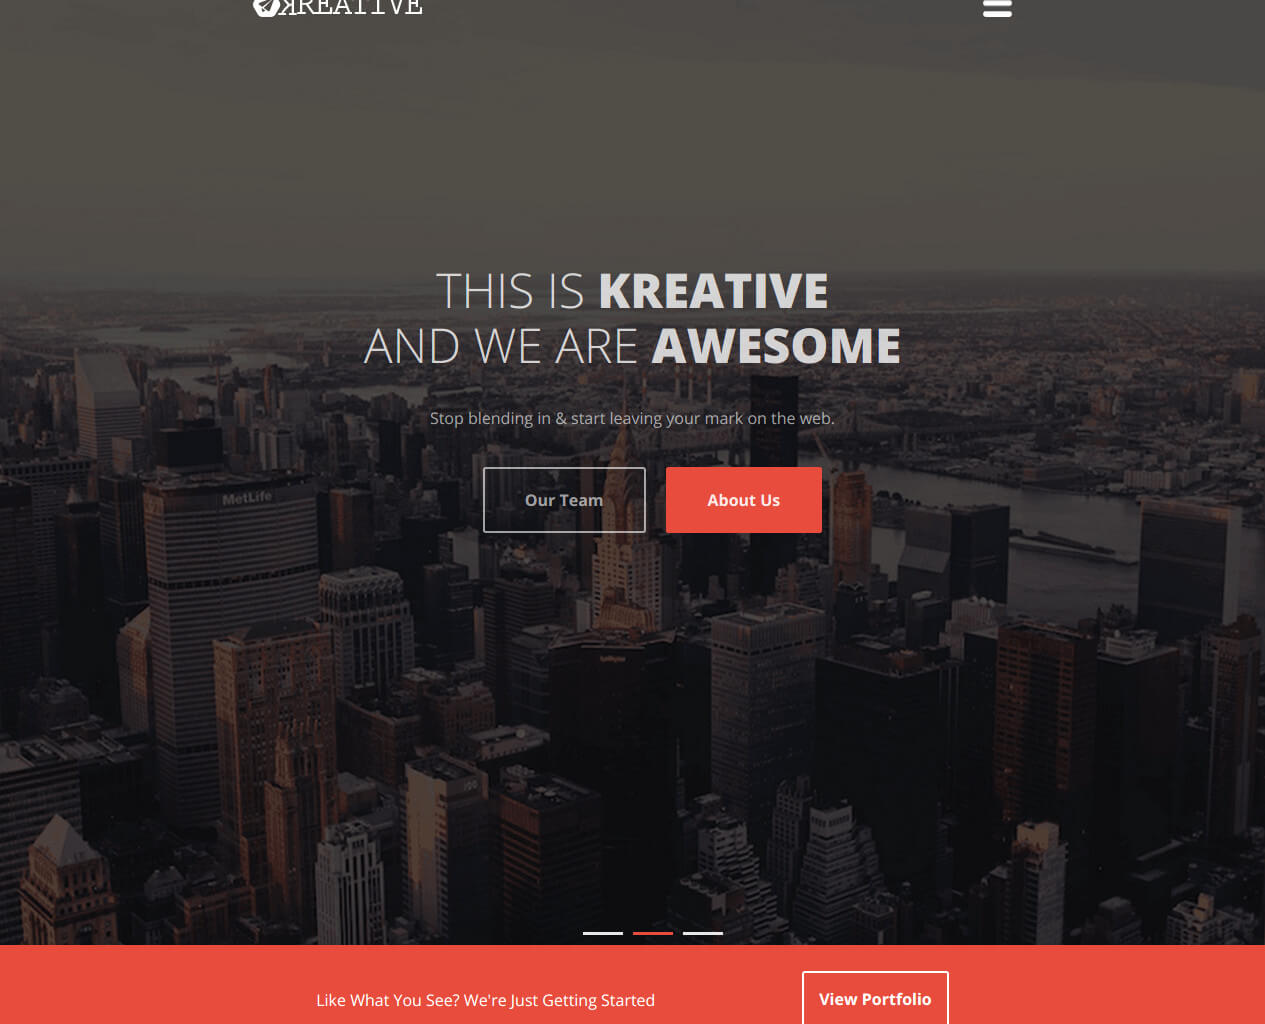 KREATIVE
THIS IS KREATIVE
AND WE ARE AWESOME
Stop blending in & start leaving your mark on the web.
MetLife
Our Team
About Us
Like What You See? We're Just Getting Started
View Portfolio